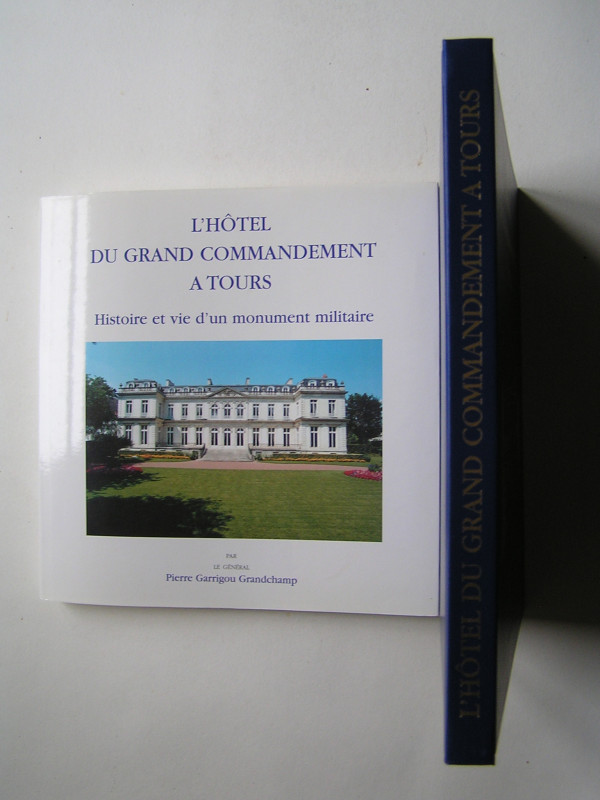 L'HÔTEL
DU GRAND COMMANDEMENT
A TOURS
Histoire et vie d'un monument militaire
PAR
LE GÉNÉRAL
Pierre Garrigou Grandchamp
L'HÔTEL DU GRAND COMMANDEMENT A TOURS